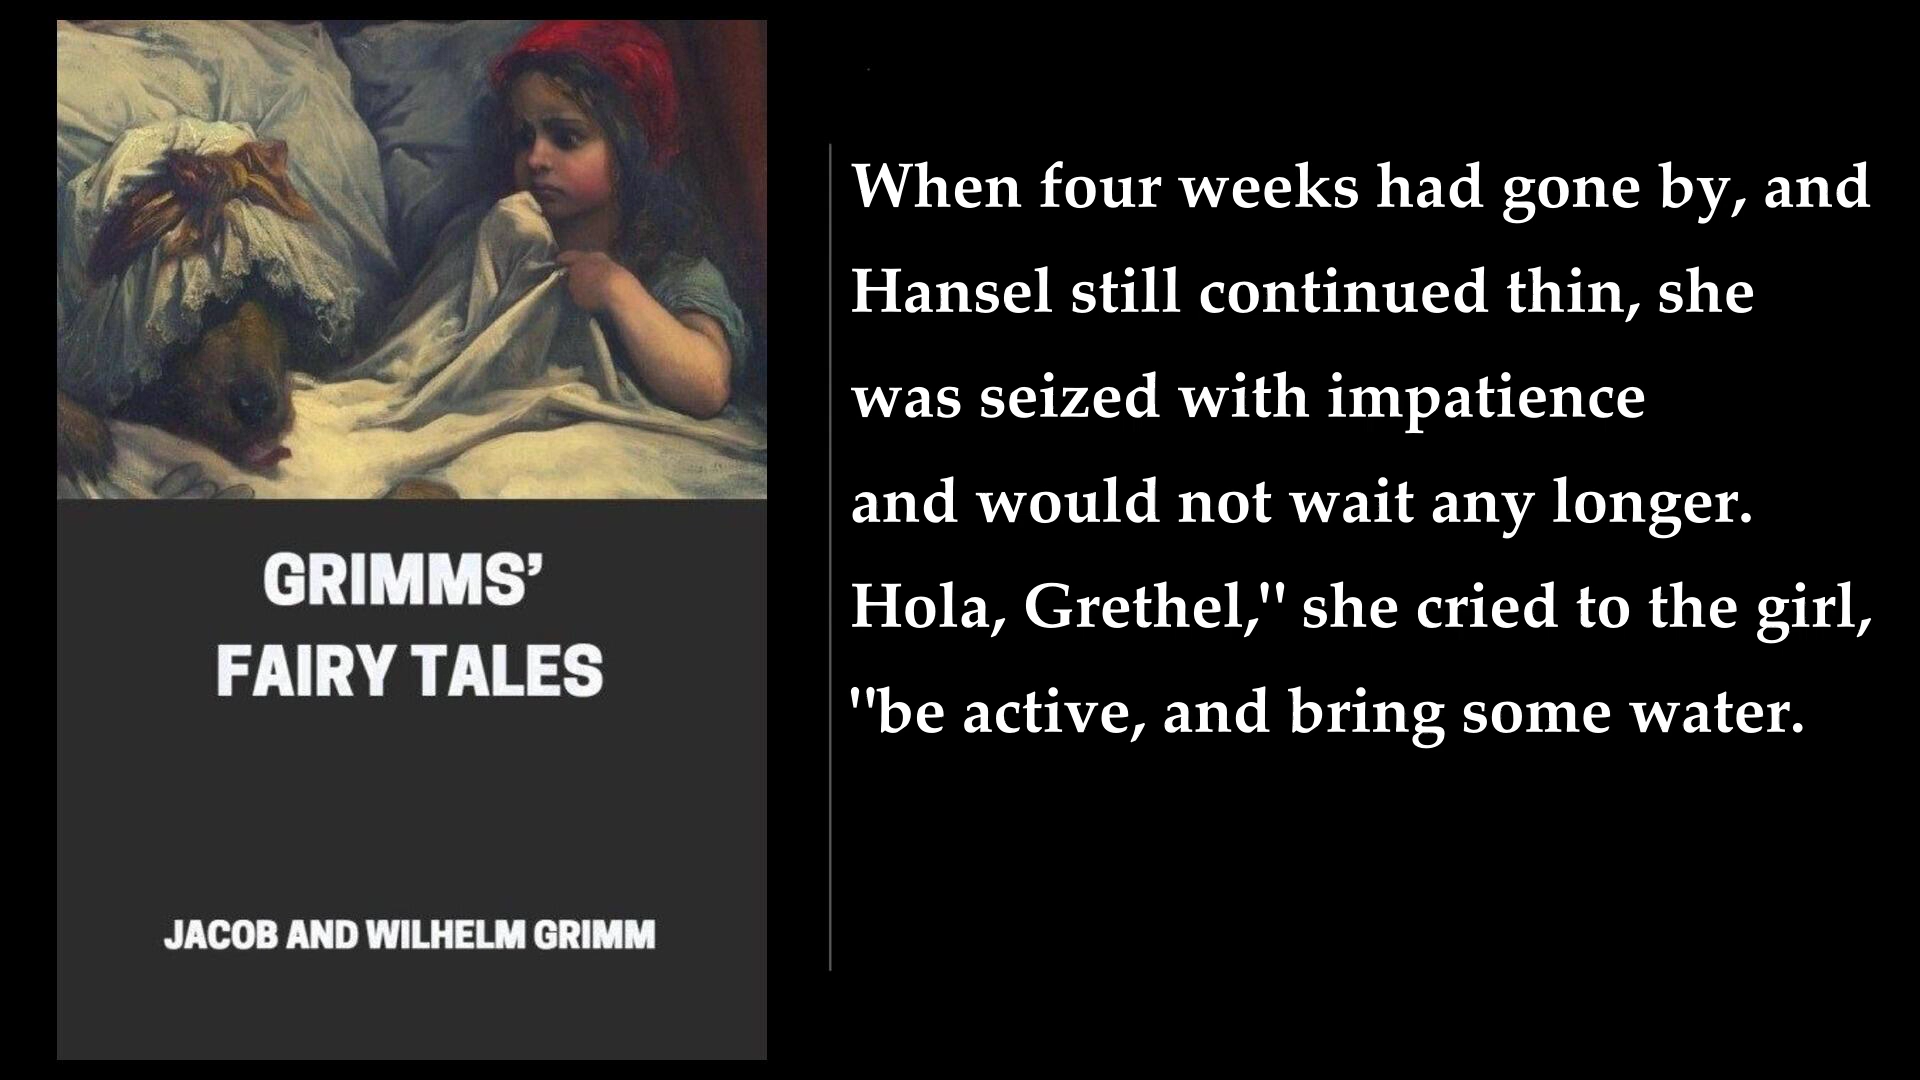 GRIMMS’
FAIRY TALES
JACOB AND WILHELM GRIMM
When four weeks had gone by, and
Hansel still continued thin, she
was seized with impatience
and would not wait any longer.
Hola, Grethel," she cried to the girl,
"be active, and bring some water.